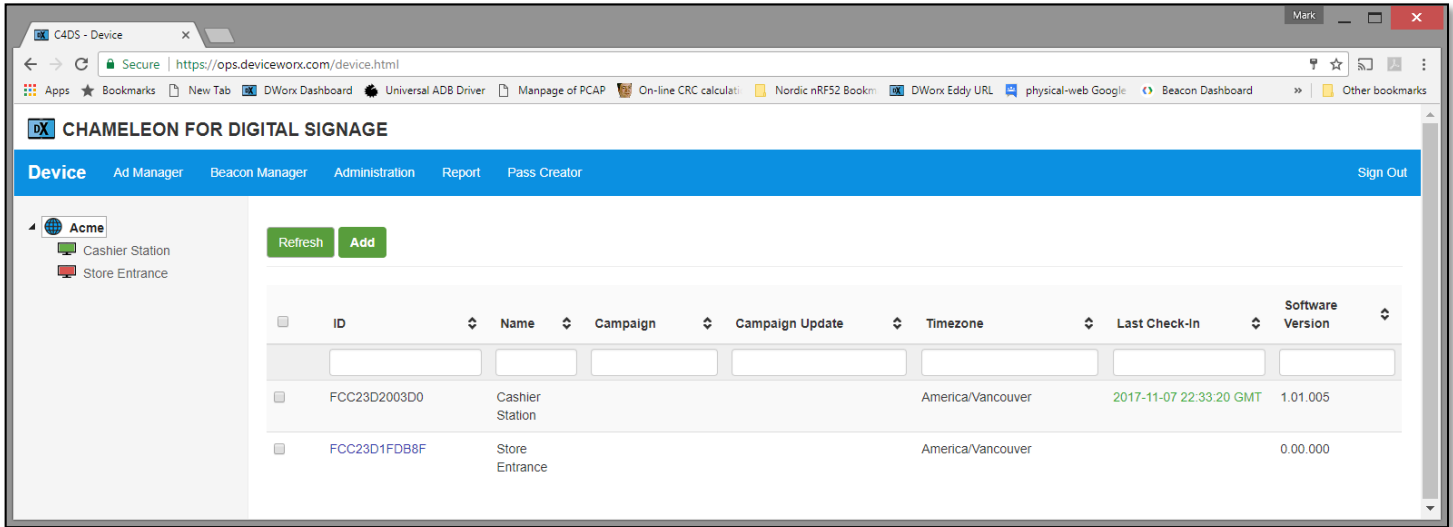 Mark
C4DS - Device
Secure | https://ops.deviceworx.com/device.html
Apps Bookmarks New Tab DWorx Dashboard Universal ADB Driver Manpage of PCAP On-line CRC calculati Nordic nRF52 Bookm DWorx Eddy URL physical-web Google Beacon Dashboard » Other bookmarks
DX CHAMELEON FOR DIGITAL SIGNAGE
Device Ad Manager Beacon Manager Administration Report Pass Creator Sign Out
Acme
Cashier Station
Store Entrance
Refresh Add
ID Name Campaign Campaign Update Timezone Last Check-In Software
Version
FCC23D2003D0 Cashier America/Vancouver 2017-11-07 22:33:20 GMT 1.01.005
Station
FCC23D1FDB8F Store America/Vancouver 0.00.000
Entrance